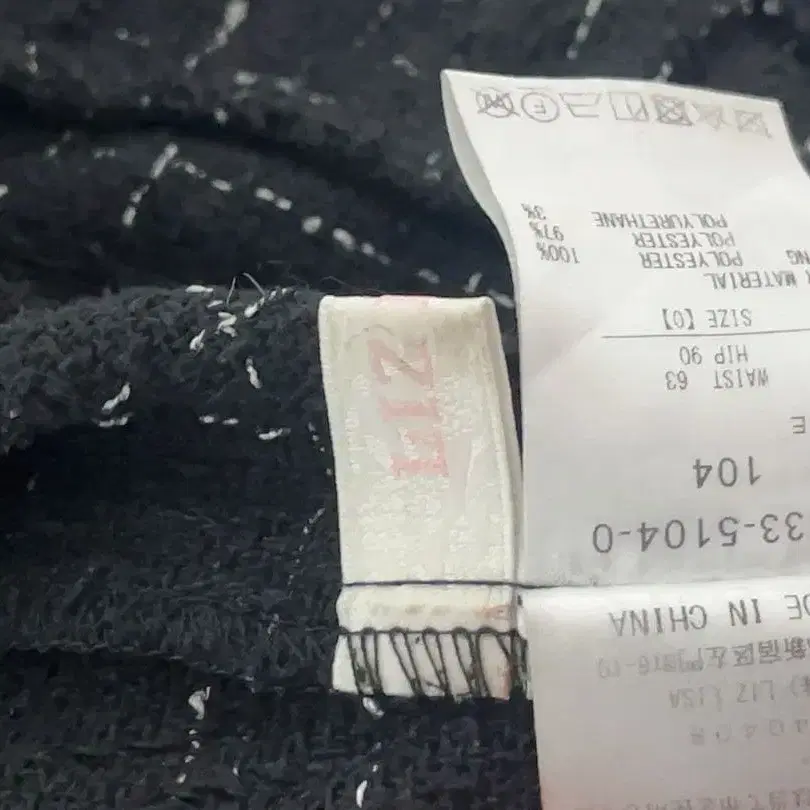 LIZ LISA
DE IN CHINA
33-5104-0
104
E
WAIST 63
HIP 90
SIZE [0]
MATERIAL
NG POLYESTER 100%
POLYESTER 97%
POLYURETHANE 3%
LIZ